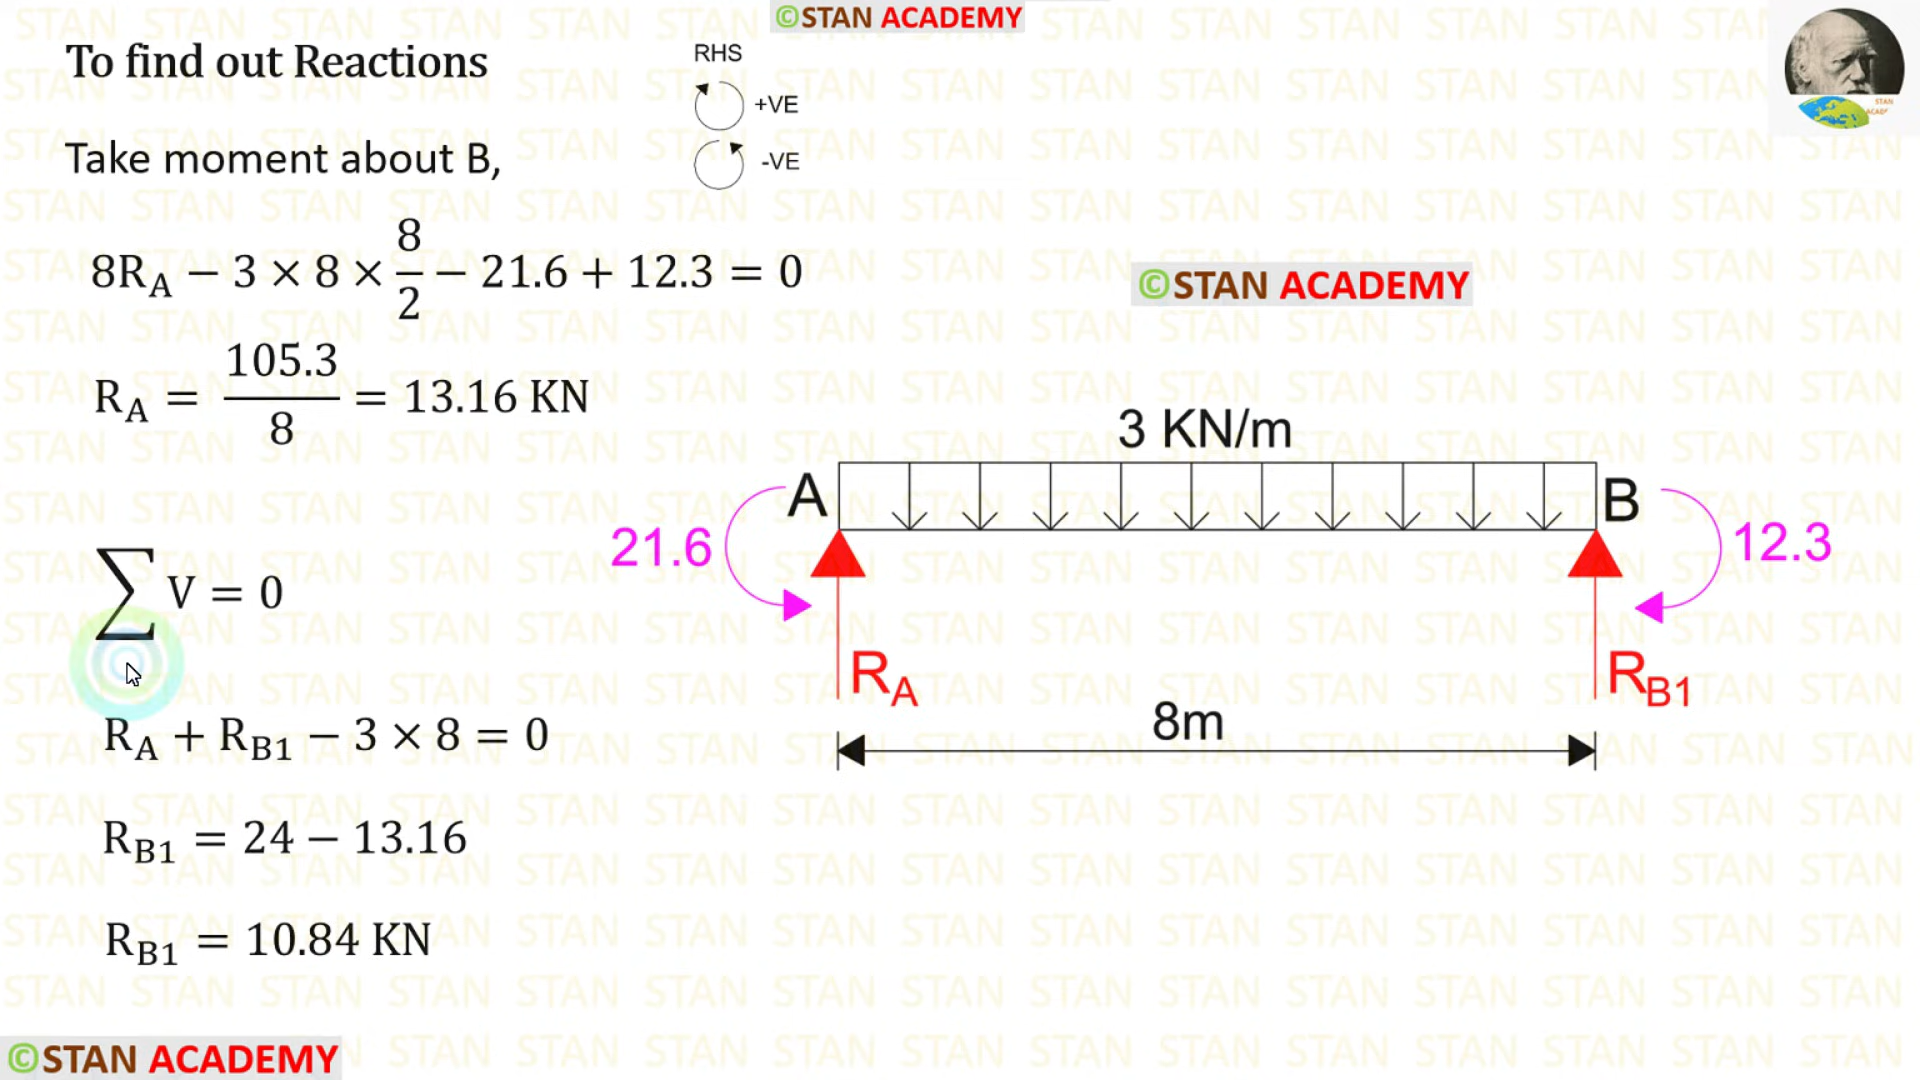 ©STAN ACADEMY
To find out Reactions
RHS
+VE
-VE
STAN
Take moment about B,
8R_A − 3 × 8 × 8/2 − 21.6 + 12.3 = 0
©STAN ACADEMY
R_A = 105.3/8 = 13.16 KN
3 KN/m
A
B
21.6
12.3
∑ V = 0
R_A
R_B1
8m
R_A + R_B1 − 3 × 8 = 0
R_B1 = 24 − 13.16
R_B1 = 10.84 KN
©STAN ACADEMY